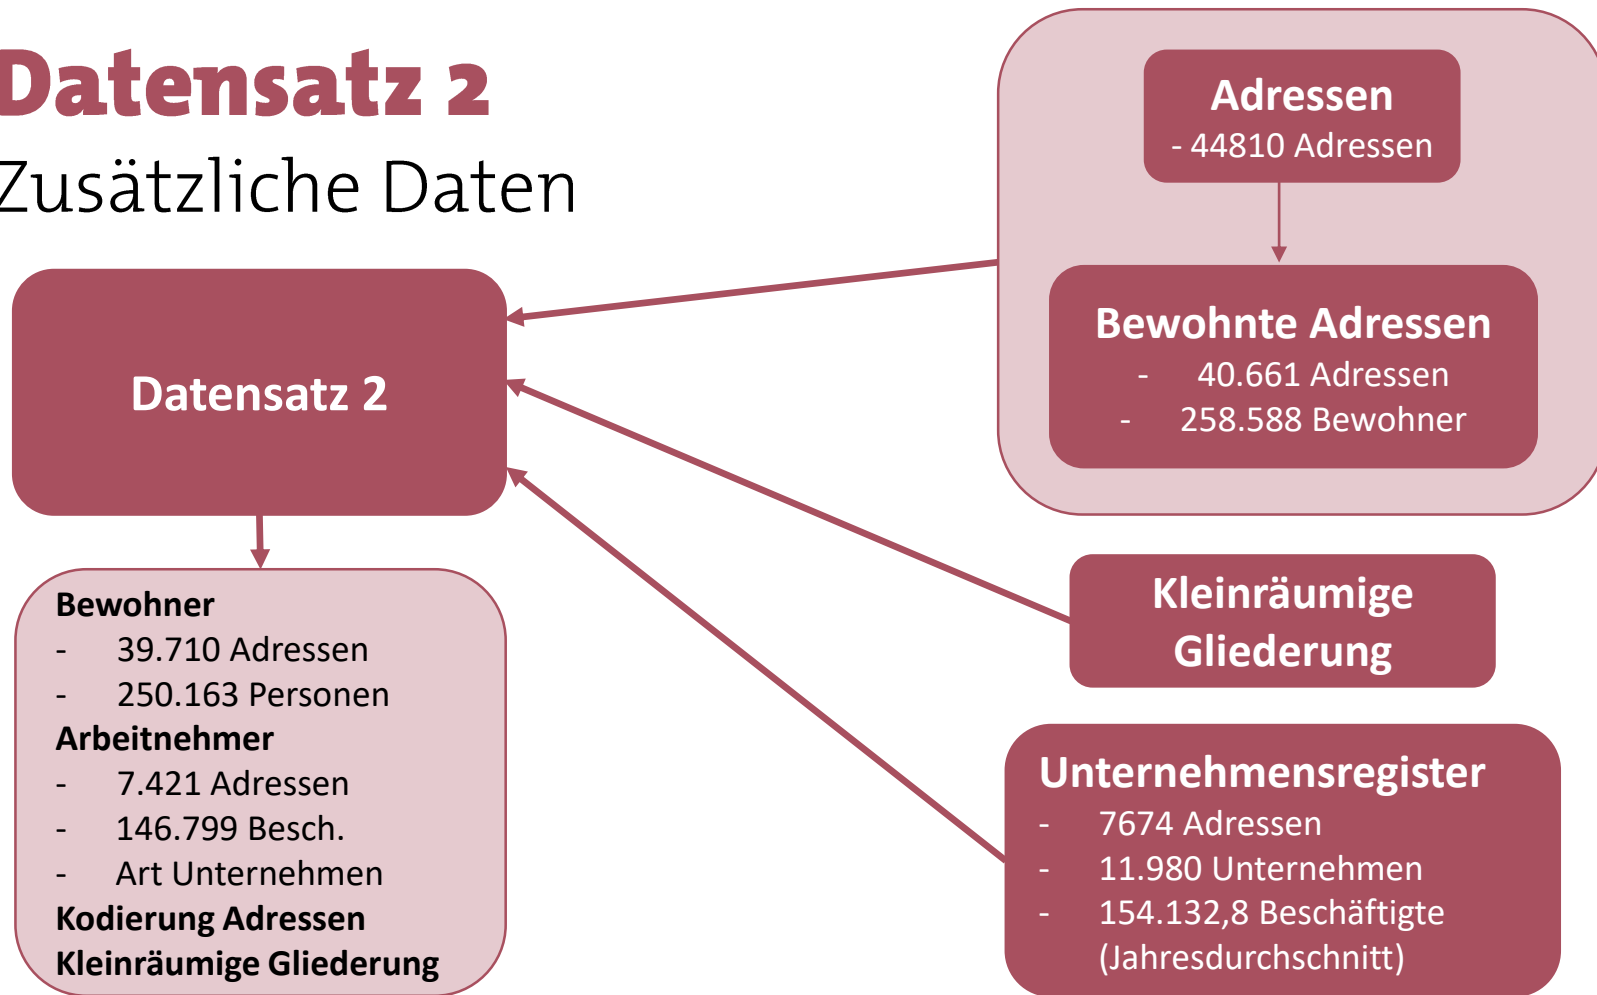 Datensatz 2
Zusätzliche Daten
Datensatz 2
Bewohner
- 39.710 Adressen
- 250.163 Personen
Arbeitnehmer
- 7.421 Adressen
- 146.799 Besch.
- Art Unternehmen
Kodierung Adressen
Kleinräumige Gliederung
Adressen
- 44810 Adressen
Bewohnte Adressen
- 40.661 Adressen
- 258.588 Bewohner
Kleinräumige
Gliederung
Unternehmensregister
- 7674 Adressen
- 11.980 Unternehmen
- 154.132,8 Beschäftigte
(Jahresdurchschnitt)